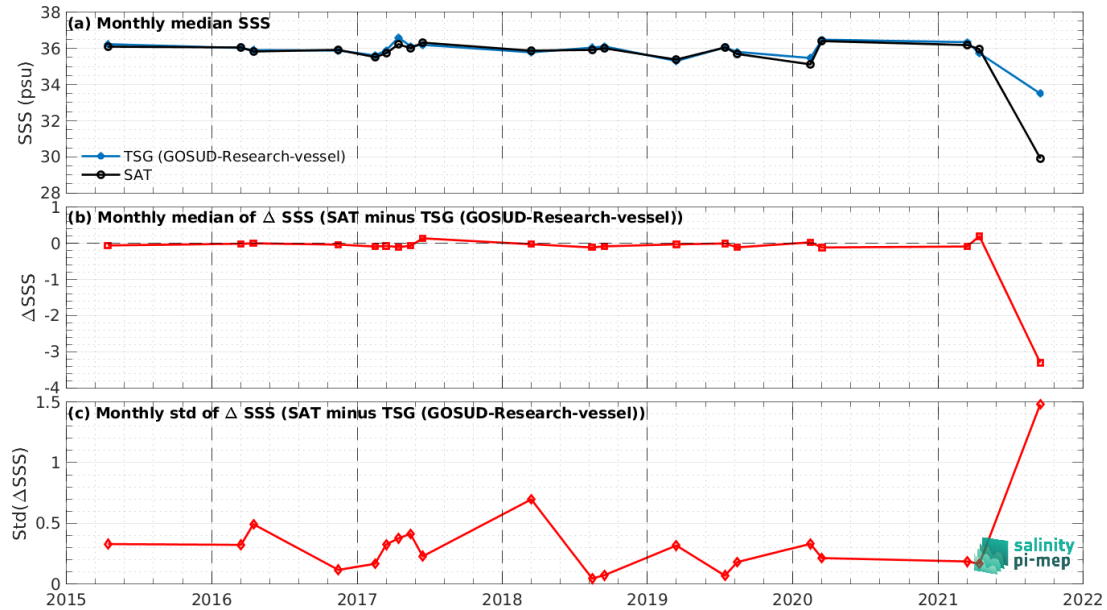 (a) Monthly median SSS
38
36
34
32
30
28
SSS (psu)
TSG (GOSUD-Research-vessel)
SAT
(b) Monthly median of Δ SSS (SAT minus TSG (GOSUD-Research-vessel))
1
0
-1
-2
-3
-4
ΔSSS
(c) Monthly std of Δ SSS (SAT minus TSG (GOSUD-Research-vessel))
1.5
1
0.5
0
Std(ΔSSS)
salinity
pi-mep
2015 2016 2017 2018 2019 2020 2021 2022